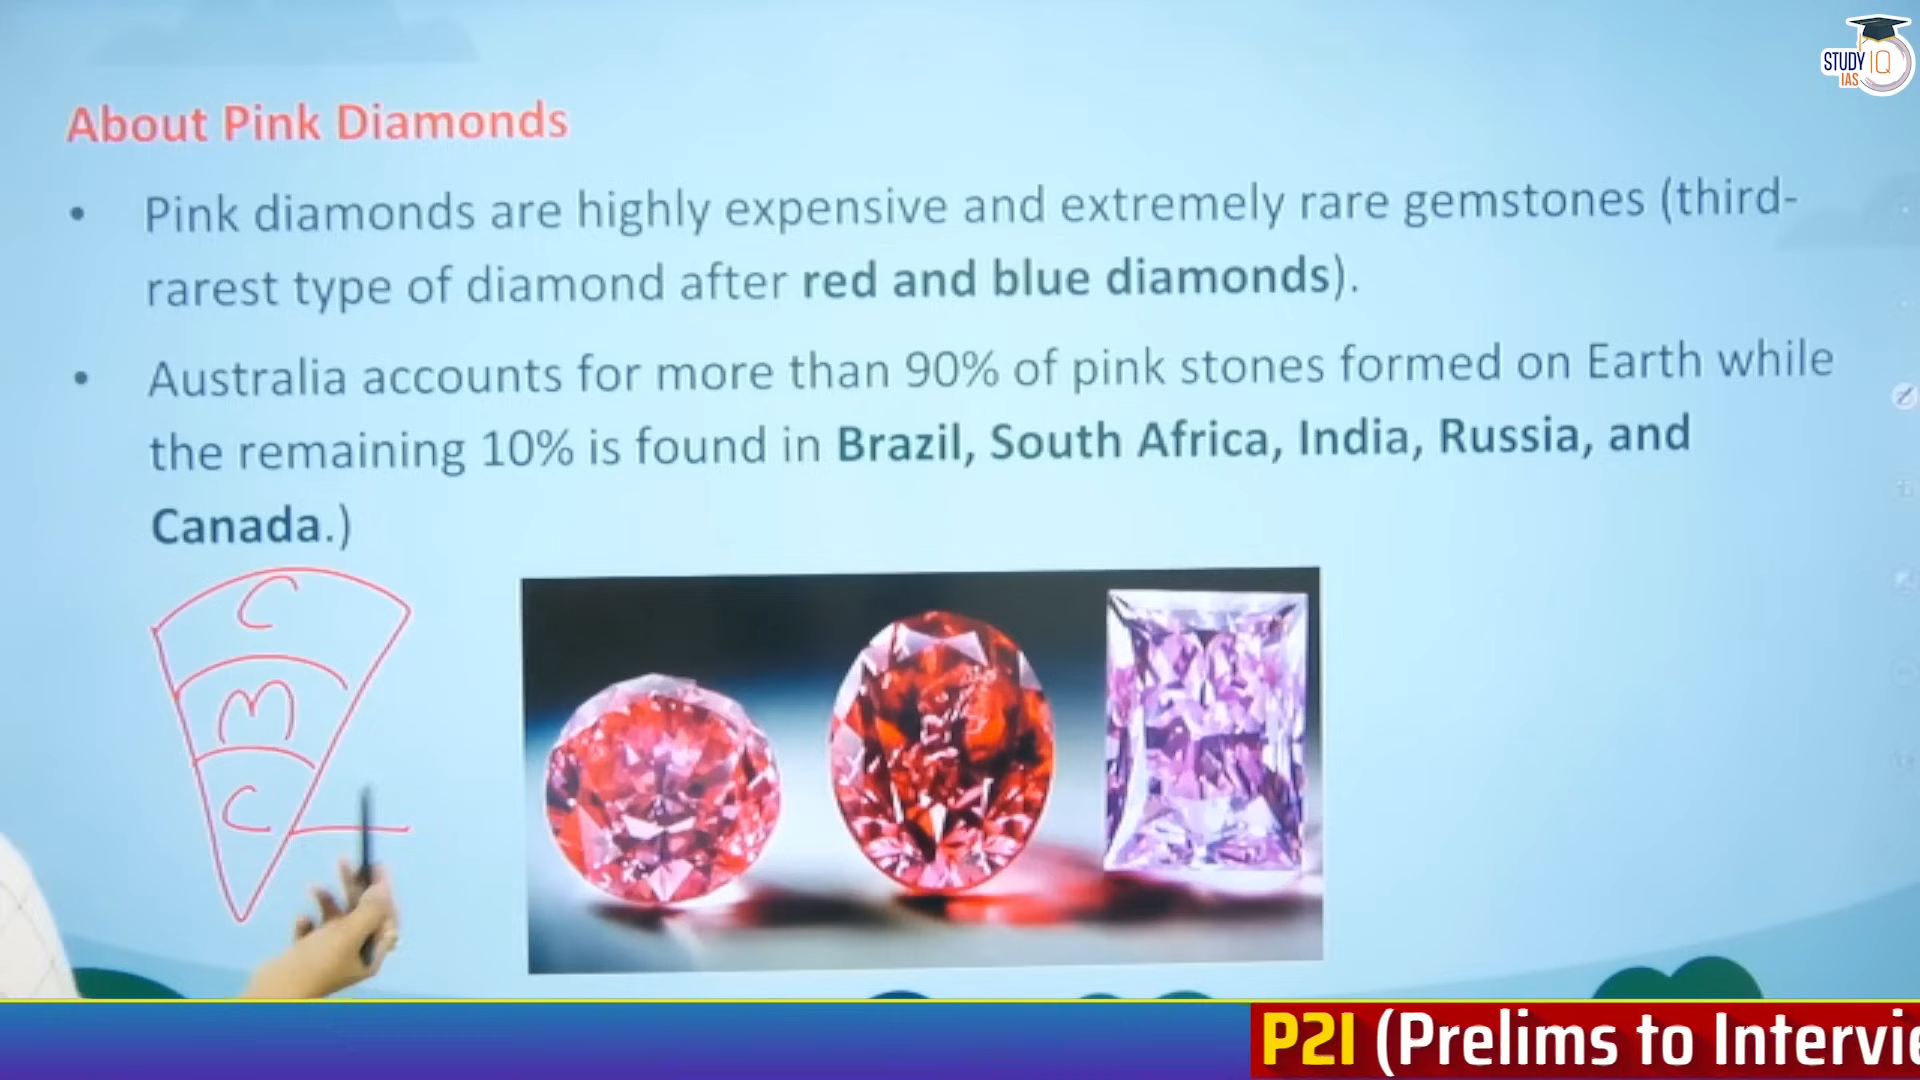 STUDY IQ
IAS
About Pink Diamonds
• Pink diamonds are highly expensive and extremely rare gemstones (third-
rarest type of diamond after red and blue diamonds).
• Australia accounts for more than 90% of pink stones formed on Earth while
the remaining 10% is found in Brazil, South Africa, India, Russia, and
Canada.)
C
M
C
P2I (Prelims to Intervie